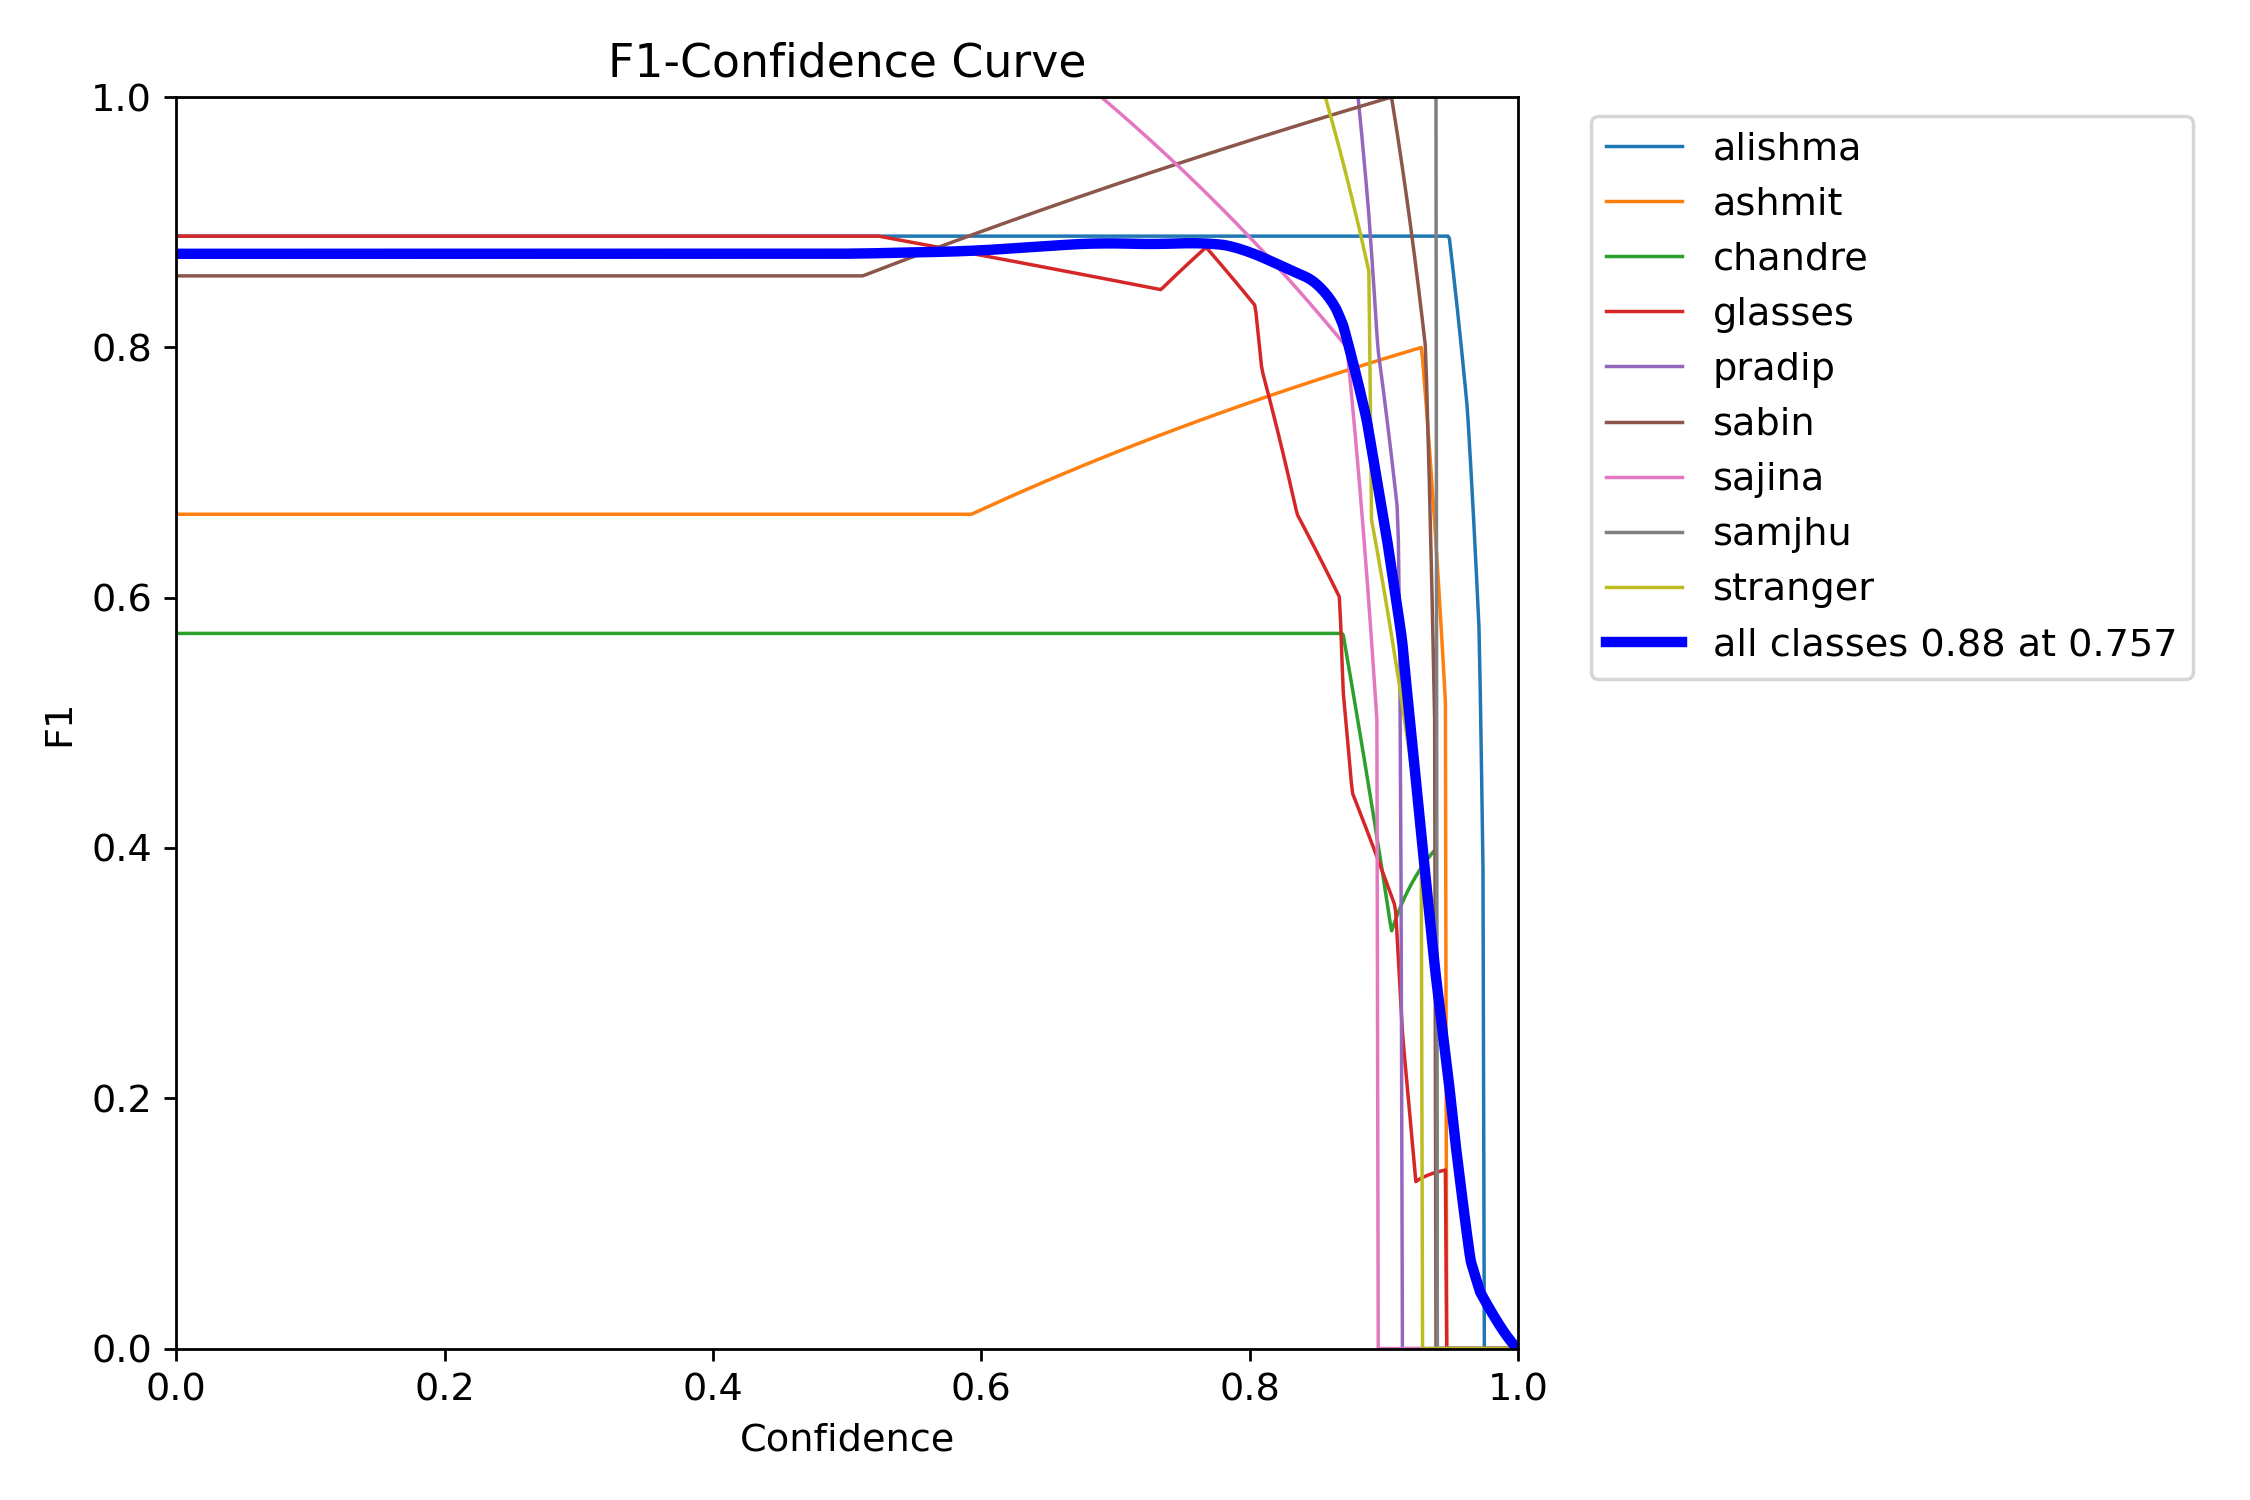 F1-Confidence Curve
1.0
0.8
0.6
0.4
0.2
0.0
F1
0.0 0.2 0.4 0.6 0.8 1.0
Confidence
alishma
ashmit
chandre
glasses
pradip
sabin
sajina
samjhu
stranger
all classes 0.88 at 0.757